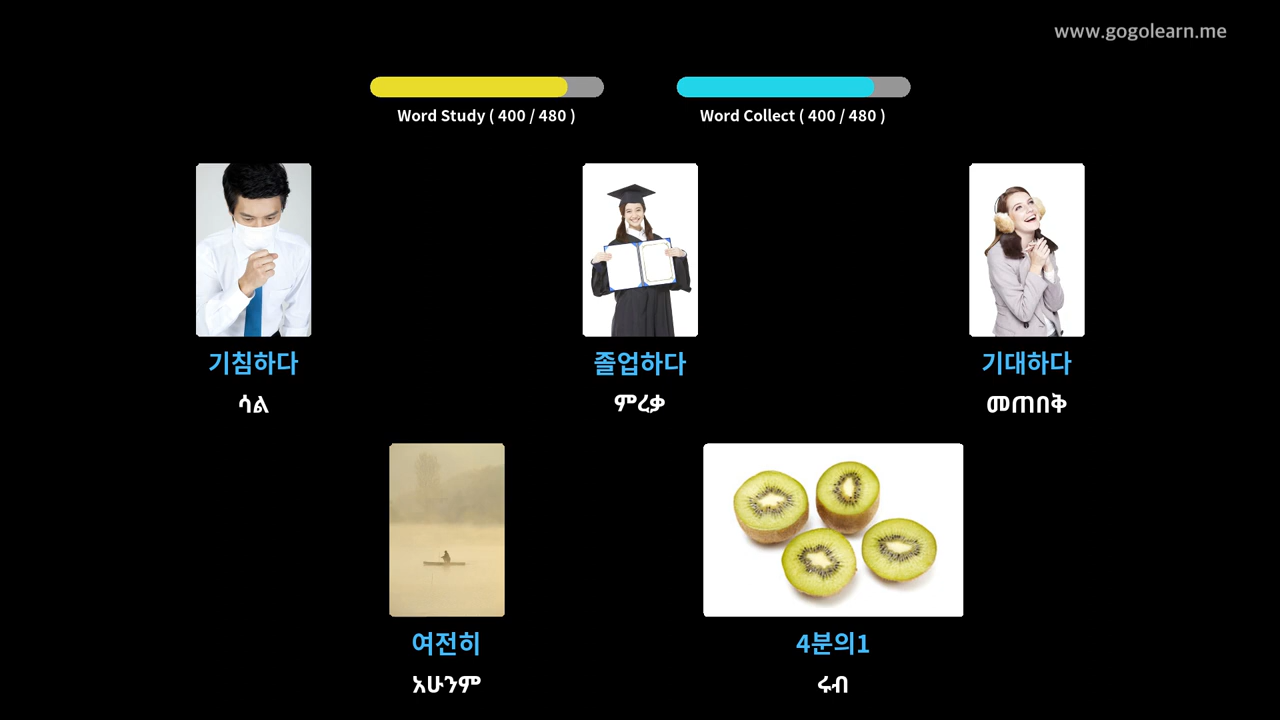 www.gogolearn.me
Word Study ( 400 / 480 )
Word Collect ( 400 / 480 )
기침하다
ሳል
졸업하다
ምረቃ
기대하다
መጠበቅ
여전히
አሁንም
4분의1
ሩብ